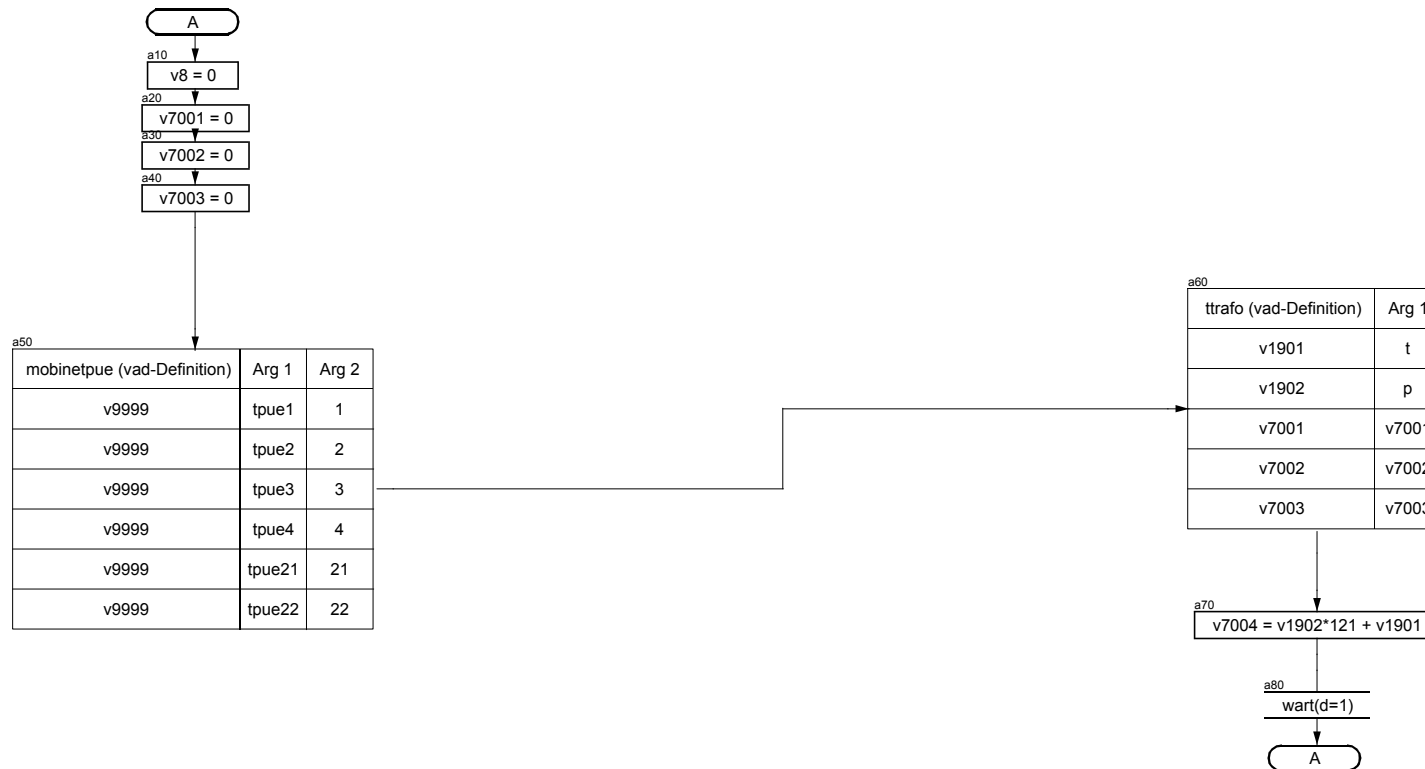 A
a10
v8 = 0
a20
v7001 = 0
a30
v7002 = 0
a40
v7003 = 0
a50
mobinetpue (vad-Definition) Arg 1 Arg 2
v9999 tpue1 1
v9999 tpue2 2
v9999 tpue3 3
v9999 tpue4 4
v9999 tpue21 21
v9999 tpue22 22
a60
ttrafo (vad-Definition) Arg 1
v1901 t
v1902 p
v7001 v7001
v7002 v7002
v7003 v7003
a70
v7004 = v1902*121 + v1901
a80
wart(d=1)
A